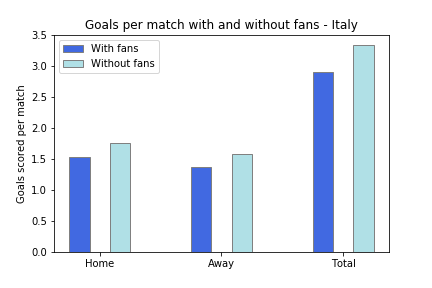 Goals per match with and without fans - Italy
With fans
Without fans
Goals scored per match
3.5
3.0
2.5
2.0
1.5
1.0
0.5
0.0
Home Away Total